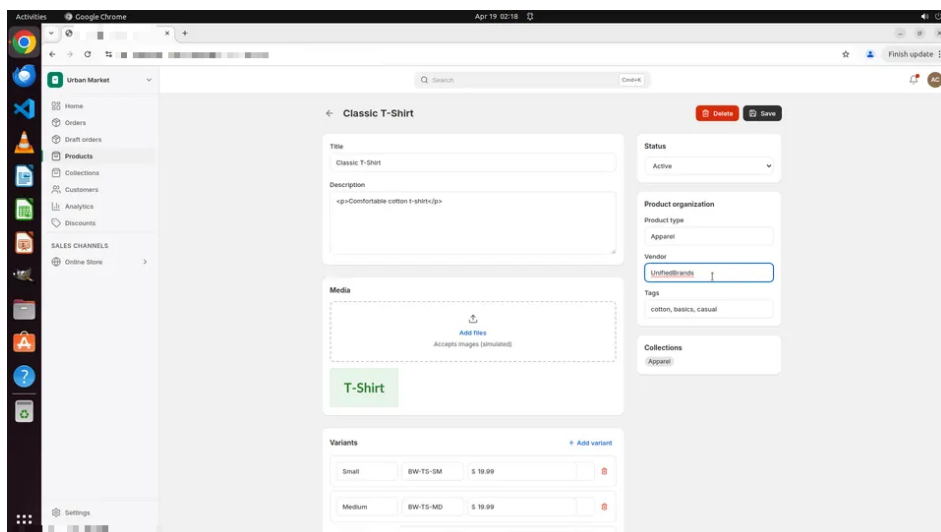 Activities
Google Chrome
Apr 19 02:18
Finish update
Urban Market
Search
Cmd+K
AC
Home
Orders
Draft orders
Products
Collections
Customers
Analytics
Discounts
SALES CHANNELS
Online Store
Settings
Classic T-Shirt
Delete
Save
Title
Classic T-Shirt
Description
<p>Comfortable cotton t-shirt</p>
Media
Add files
Accepts images (simulated)
T-Shirt
Variants
+ Add variant
Small BW-TS-SM $ 19.99
Medium BW-TS-MD $ 19.99
Status
Active
Product organization
Product type
Apparel
Vendor
UnifiedBrands
Tags
cotton, basics, casual
Collections
Apparel